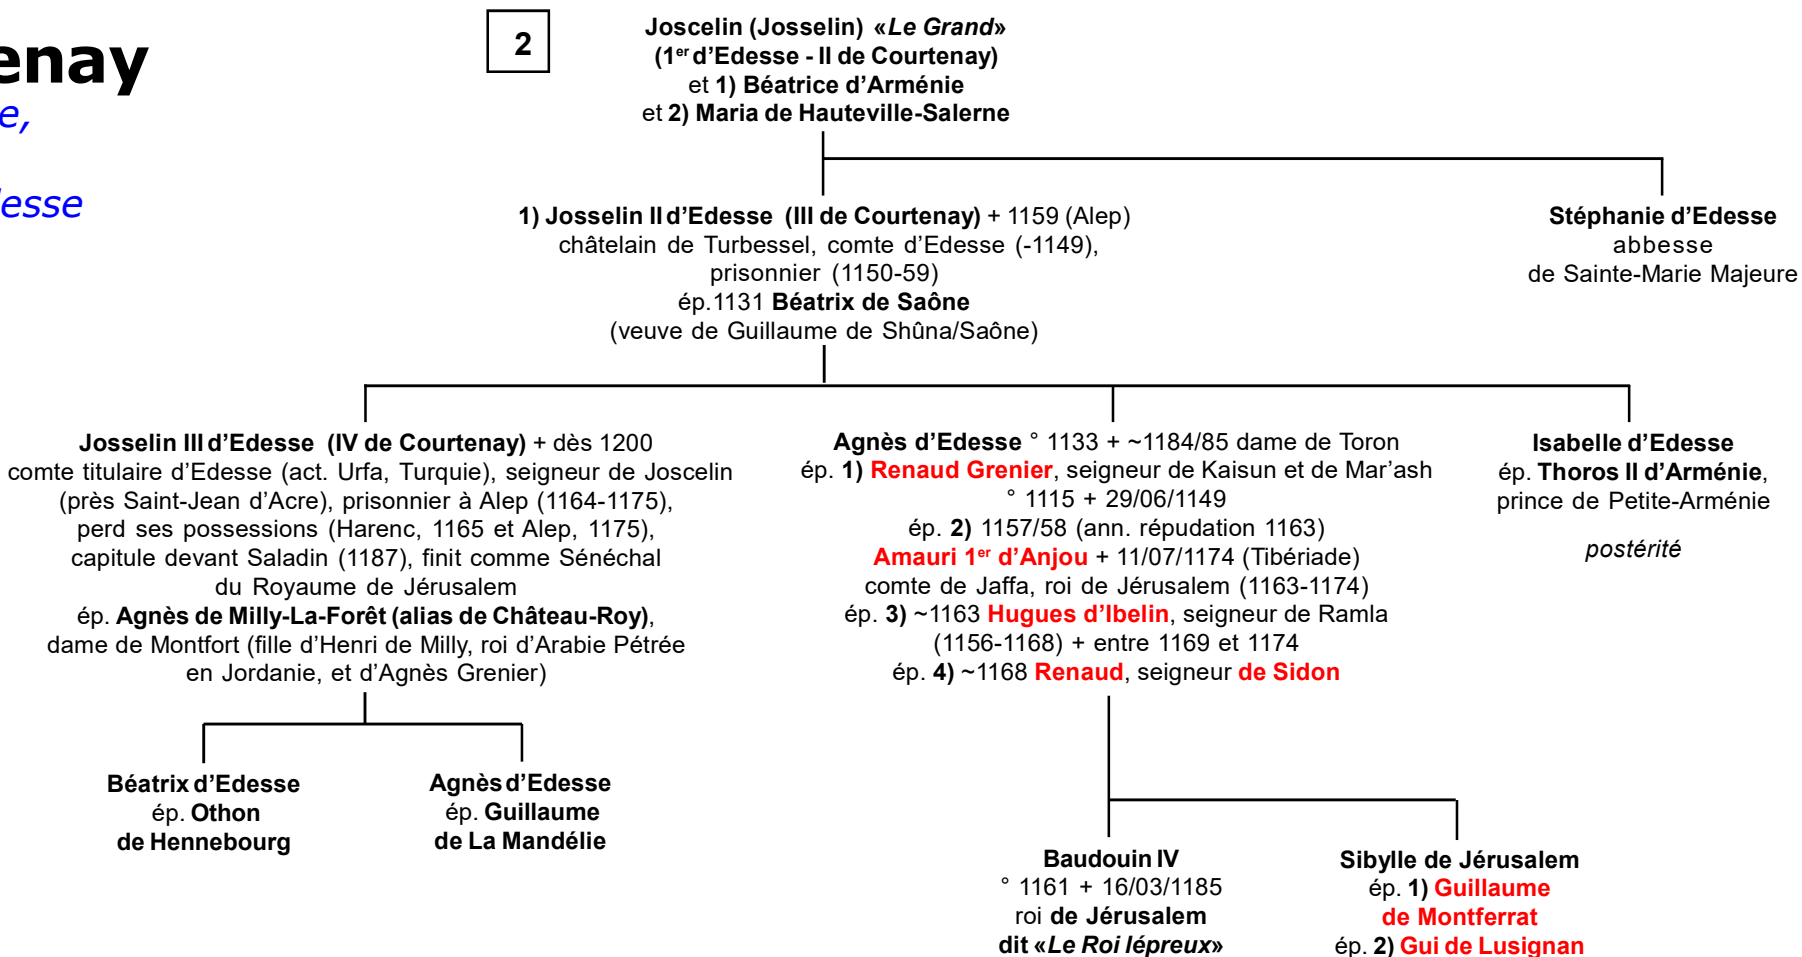 enay
e,
lesse
2
Joscelin (Josselin) «Le Grand»
(1er d’Edesse - II de Courtenay)
et 1) Béatrice d’Arménie
et 2) Maria de Hauteville-Salerne
1) Josselin II d’Edesse (III de Courtenay) + 1159 (Alep)
châtelain de Turbessel, comte d’Edesse (-1149),
prisonnier (1150-59)
ép.1131 Béatrix de Saône
(veuve de Guillaume de Shûna/Saône)
Stéphanie d’Edesse
abbesse
de Sainte-Marie Majeure
Josselin III d’Edesse (IV de Courtenay) + dès 1200
comte titulaire d’Edesse (act. Urfa, Turquie), seigneur de Joscelin
(près Saint-Jean d’Acre), prisonnier à Alep (1164-1175),
perd ses possessions (Harenc, 1165 et Alep, 1175),
capitule devant Saladin (1187), finit comme Sénéchal
du Royaume de Jérusalem
ép. Agnès de Milly-La-Forêt (alias de Château-Roy),
dame de Montfort (fille d’Henri de Milly, roi d’Arabie Pétrée
en Jordanie, et d’Agnès Grenier)
Agnès d’Edesse ° 1133 + ~1184/85 dame de Toron
ép. 1) Renaud Grenier, seigneur de Kaisun et de Mar’ash
° 1115 + 29/06/1149
ép. 2) 1157/58 (ann. répudation 1163)
Amauri 1er d’Anjou + 11/07/1174 (Tibériade)
comte de Jaffa, roi de Jérusalem (1163-1174)
ép. 3) ~1163 Hugues d’Ibelin, seigneur de Ramla
(1156-1168) + entre 1169 et 1174
ép. 4) ~1168 Renaud, seigneur de Sidon
Isabelle d’Edesse
ép. Thoros II d’Arménie,
prince de Petite-Arménie
postérité
Béatrix d’Edesse
ép. Othon
de Hennebourg
Agnès d’Edesse
ép. Guillaume
de La Mandélie
Baudouin IV
° 1161 + 16/03/1185
roi de Jérusalem
dit «Le Roi lépreux»
Sibylle de Jérusalem
ép. 1) Guillaume
de Montferrat
ép. 2) Gui de Lusignan